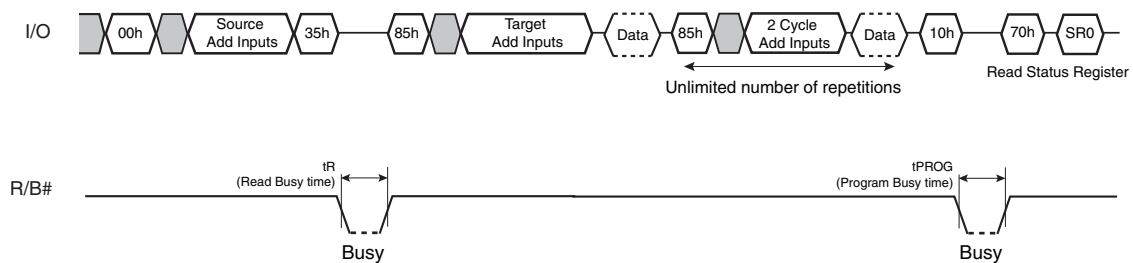 I/O
00h
Source
Add Inputs
35h
85h
Target
Add Inputs
Data
85h
2 Cycle
Add Inputs
Data
10h
70h
SR0
Unlimited number of repetitions
Read Status Register
R/B#
tR
(Read Busy time)
Busy
tPROG
(Program Busy time)
Busy